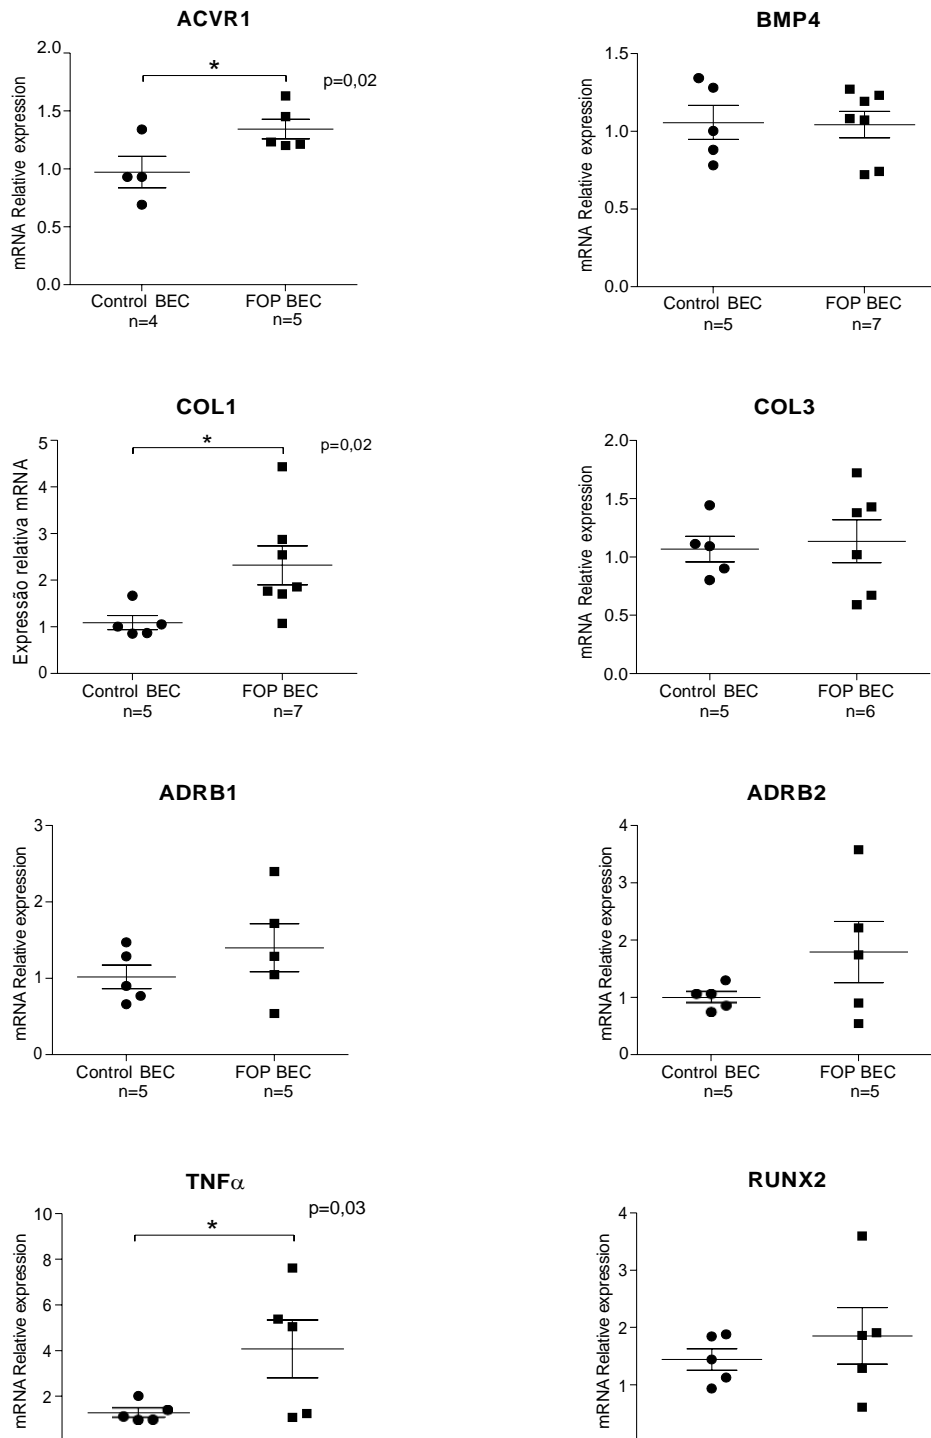 ACVR1
2.0
*
p=0,02
1.5
1.0
0.5
0.0
mRNA Relative expression
Control BEC
n=4
FOP BEC
n=5
BMP4
1.5
1.0
0.5
0.0
mRNA Relative expression
Control BEC
n=5
FOP BEC
n=7
COL1
5
*
p=0,02
4
3
2
1
0
Expressão relativa mRNA
Control BEC
n=5
FOP BEC
n=7
COL3
2.0
1.5
1.0
0.5
0.0
mRNA Relative expression
Control BEC
n=5
FOP BEC
n=6
ADRB1
3
2
1
0
mRNA Relative expression
Control BEC
n=5
FOP BEC
n=5
ADRB2
4
3
2
1
0
mRNA Relative expression
Control BEC
n=5
FOP BEC
n=5
TNFα
10
*
p=0,03
8
6
4
2
mRNA Relative expression
RUNX2
4
3
2
1
mRNA Relative expression